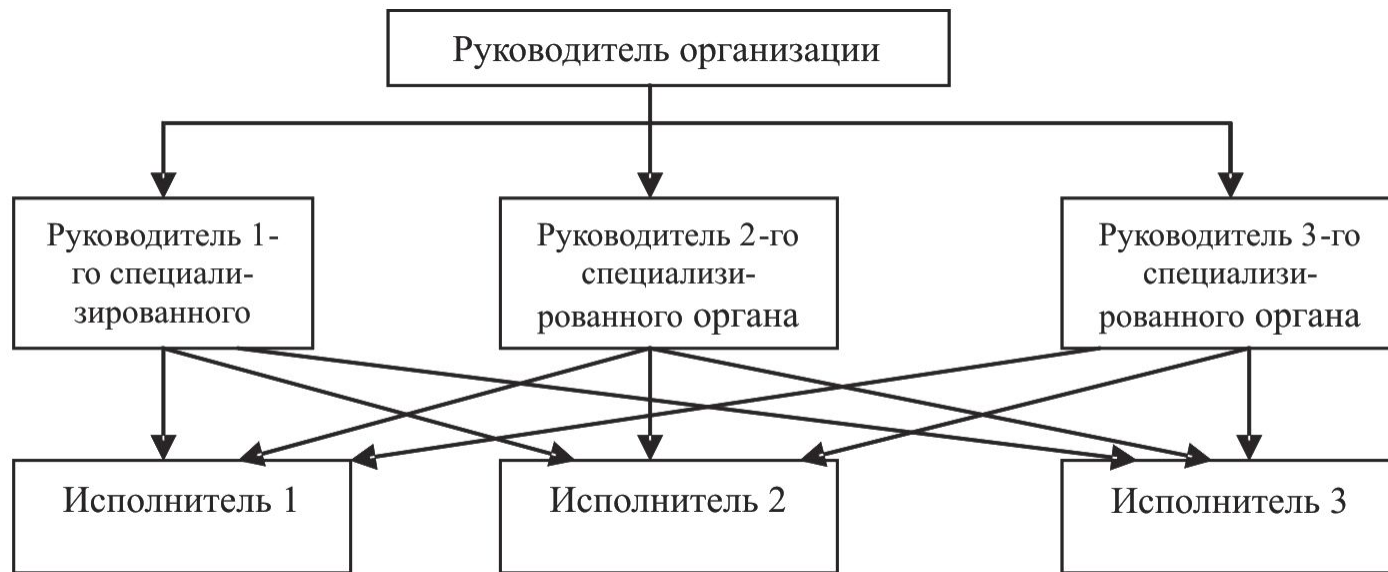 Руководитель организации
Руководитель 1-
го специали-
зированного
Руководитель 2-го
специализи-
рованного органа
Руководитель 3-го
специализи-
рованного органа
Исполнитель 1
Исполнитель 2
Исполнитель 3